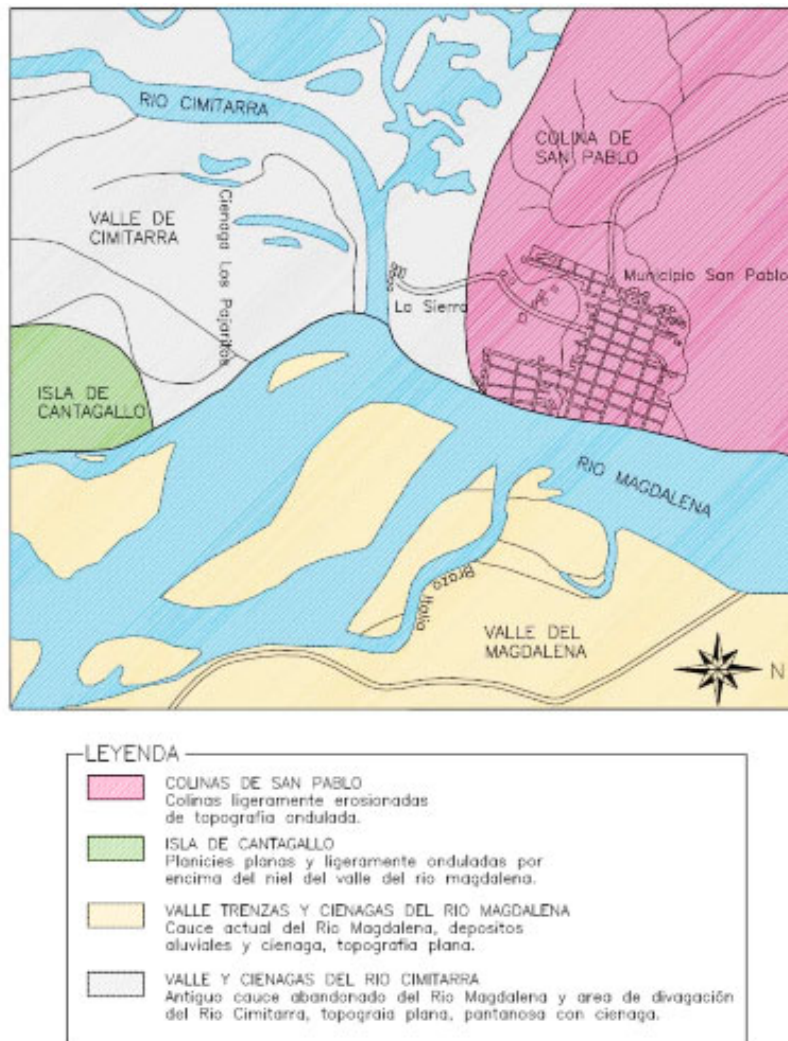 RIO CIMITARRA
COLINA DE
SAN PABLO
VALLE DE
CIMITARRA
Cienaga Los Pajaritos
Municipio San Pablo
La Sierra
ISLA DE
CANTAGALLO
RIO MAGDALENA
Brazo Italia
VALLE DEL
MAGDALENA
N
LEYENDA
COLINAS DE SAN PABLO
Colinas ligeramente erosionadas
de topografia ondulada.
ISLA DE CANTAGALLO
Planicies planas y ligeramente onduladas por
encima del niel del valle del rio magdalena.
VALLE TRENZAS Y CIENAGAS DEL RIO MAGDALENA
Cauce actual del Rio Magdalena, depositos
aluviales y cienaga, topografia plana.
VALLE Y CIENAGAS DEL RIO CIMITARRA
Antiguo cauce abandonado del Rio Magdalena y area de divagación
del Rio Cimitarra, topograia plana, pantanosa con cienaga.